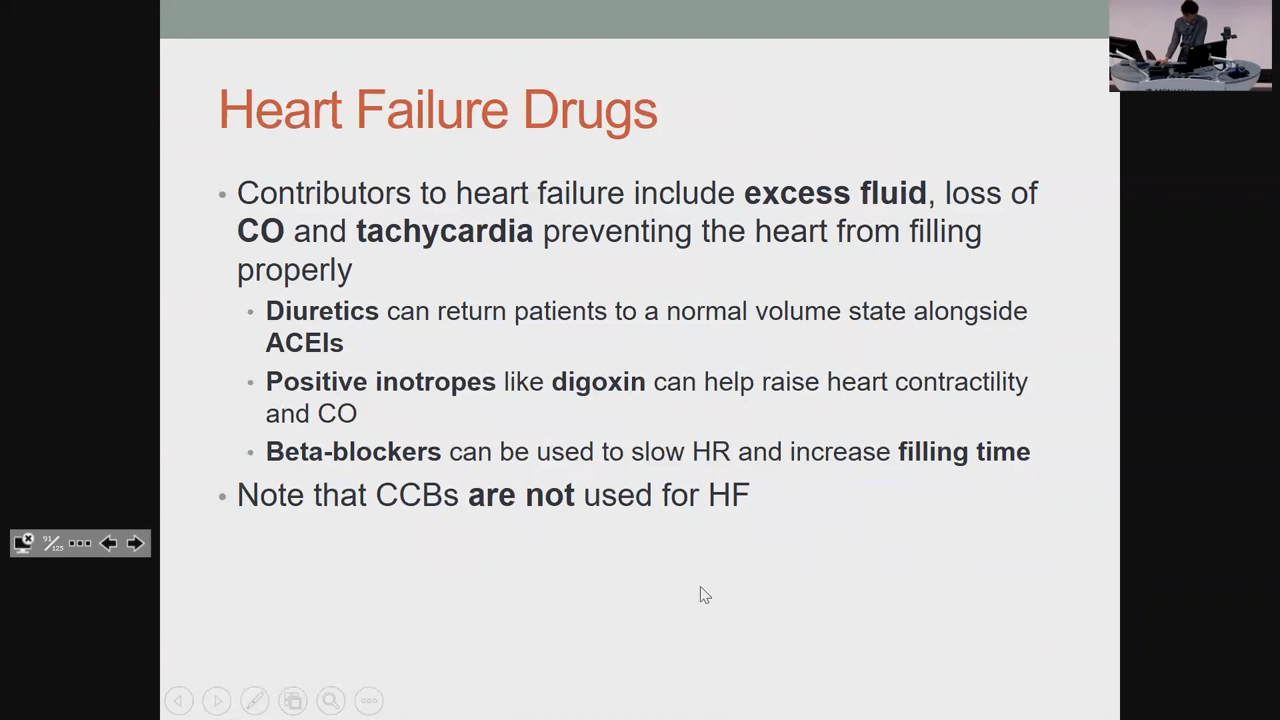 Heart Failure Drugs
• Contributors to heart failure include excess fluid, loss of
CO and tachycardia preventing the heart from filling
properly
• Diuretics can return patients to a normal volume state alongside
ACEIs
• Positive inotropes like digoxin can help raise heart contractility
and CO
• Beta-blockers can be used to slow HR and increase filling time
• Note that CCBs are not used for HF
91/125